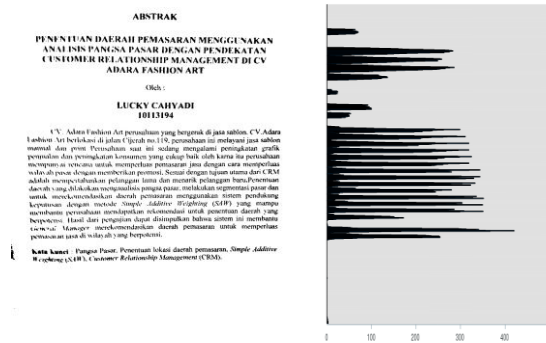 ABSTRAK
PENENTUAN DAERAH PEMASARAN MENGGUNAKAN
ANALISIS PANGSA PASAR DENGAN PENDEKATAN
CUSTOMER RELATIONSHIP MANAGEMENT DI CV
ADARA FASHION ART
Oleh :
LUCKY CAHYADI
10113194
CV. Adara Fashion Art perusahaan yang bergerak di jasa sablon. CV.Adara
Fashion Art berlokasi di jalan Cijerah no.119, perusahaan ini melayani jasa sablon
manual dan print Perusahaan saat ini sedang mengalami peningkatan grafik
penjualan dan peningkatan konsumen yang cukup baik oleh karna itu perusahaan
mempunyai rencana untuk memperluas pemasaran jasa dengan cara memperluas
wilayah pasar dengan memberikan promosi. Sesuai dengan tujuan utama dari CRM
adalah mempertahankan pelanggan lama dan menarik pelanggan baru.Penentuan
daerah yang dilakukan menganalisis pangsa pasar, melakukan segmentasi pasar dan
untuk merekomendasikan daerah pemasaran menggunakan sistem pendukung
keputusan dengan metode Simple Additive Weighting (SAW) yang mampu
membantu perusahaan mendapatkan rekomendasi untuk penentuan daerah yang
berpotensi. Hasil dari pengujian dapat disimpulkan bahwa sistem ini membantu
General Manager merekomendasikan daerah pemasaran untuk memperluas
pemasaran jasa di wilayah yang berpotensi.
Kata kunci : Pangsa Pasar, Penentuan lokasi daerah pemasaran, Simple Additive
Weighting (SAW), Customer Relationship Management (CRM).
0 100 200 300 400